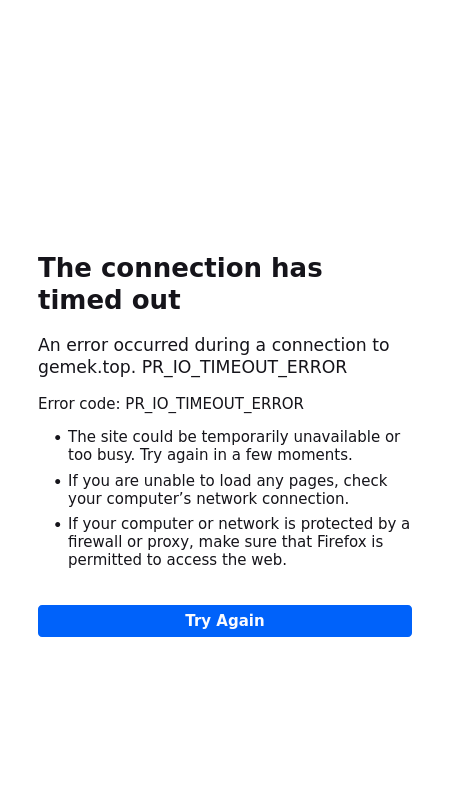 The connection has
timed out
An error occurred during a connection to
gemek.top. PR_IO_TIMEOUT_ERROR
Error code: PR_IO_TIMEOUT_ERROR
• The site could be temporarily unavailable or
too busy. Try again in a few moments.
• If you are unable to load any pages, check
your computer’s network connection.
• If your computer or network is protected by a
firewall or proxy, make sure that Firefox is
permitted to access the web.
Try Again